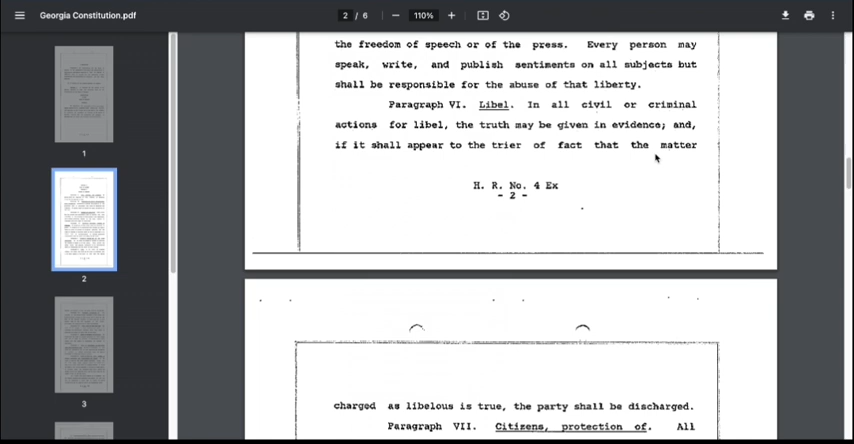 Georgia Constitution.pdf
2 / 6
110%
the freedom of speech or of the press. Every person may
speak, write, and publish sentiments on all subjects but
shall be responsible for the abuse of that liberty.
Paragraph VI. Libel. In all civil or criminal
actions for libel, the truth may be given in evidence; and,
if it shall appear to the trier of fact that the matter
H. R. No. 4 Ex
- 2 -
charged as libelous is true, the party shall be discharged.
Paragraph VII. Citizens, protection of. All
1
2
3